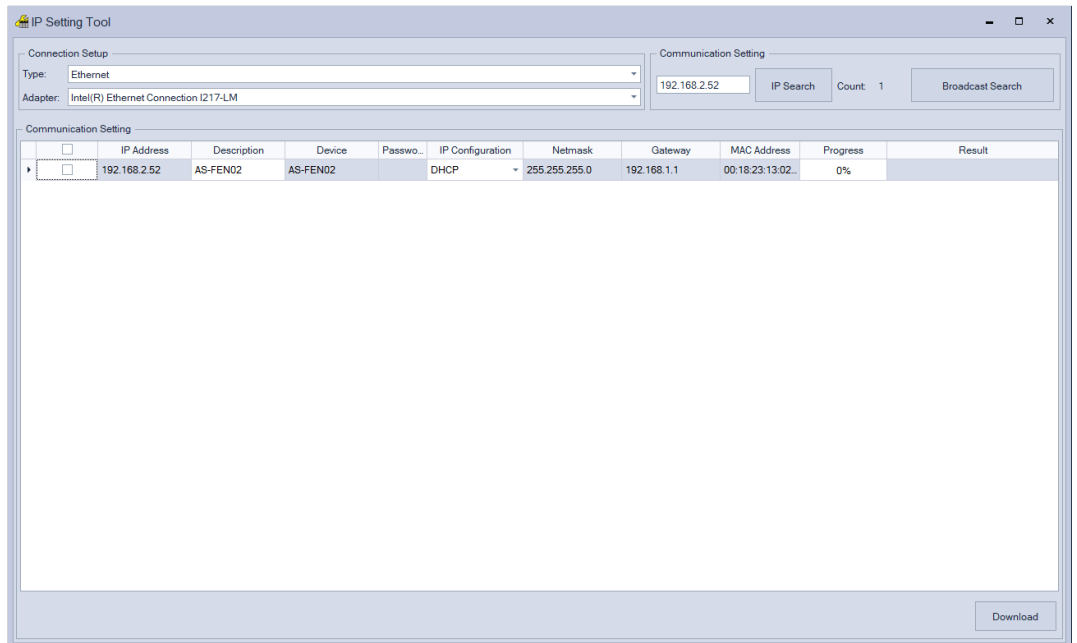 IP Setting Tool
Connection Setup
Type: Ethernet
Adapter: Intel(R) Ethernet Connection I217-LM
Communication Setting
192.168.2.52 IP Search Count: 1 Broadcast Search
Communication Setting
IP Address Description Device Passwo... IP Configuration Netmask Gateway MAC Address Progress Result
192.168.2.52 AS-FEN02 AS-FEN02 DHCP 255.255.255.0 192.168.1.1 00:18:23:13:02... 0%
Download